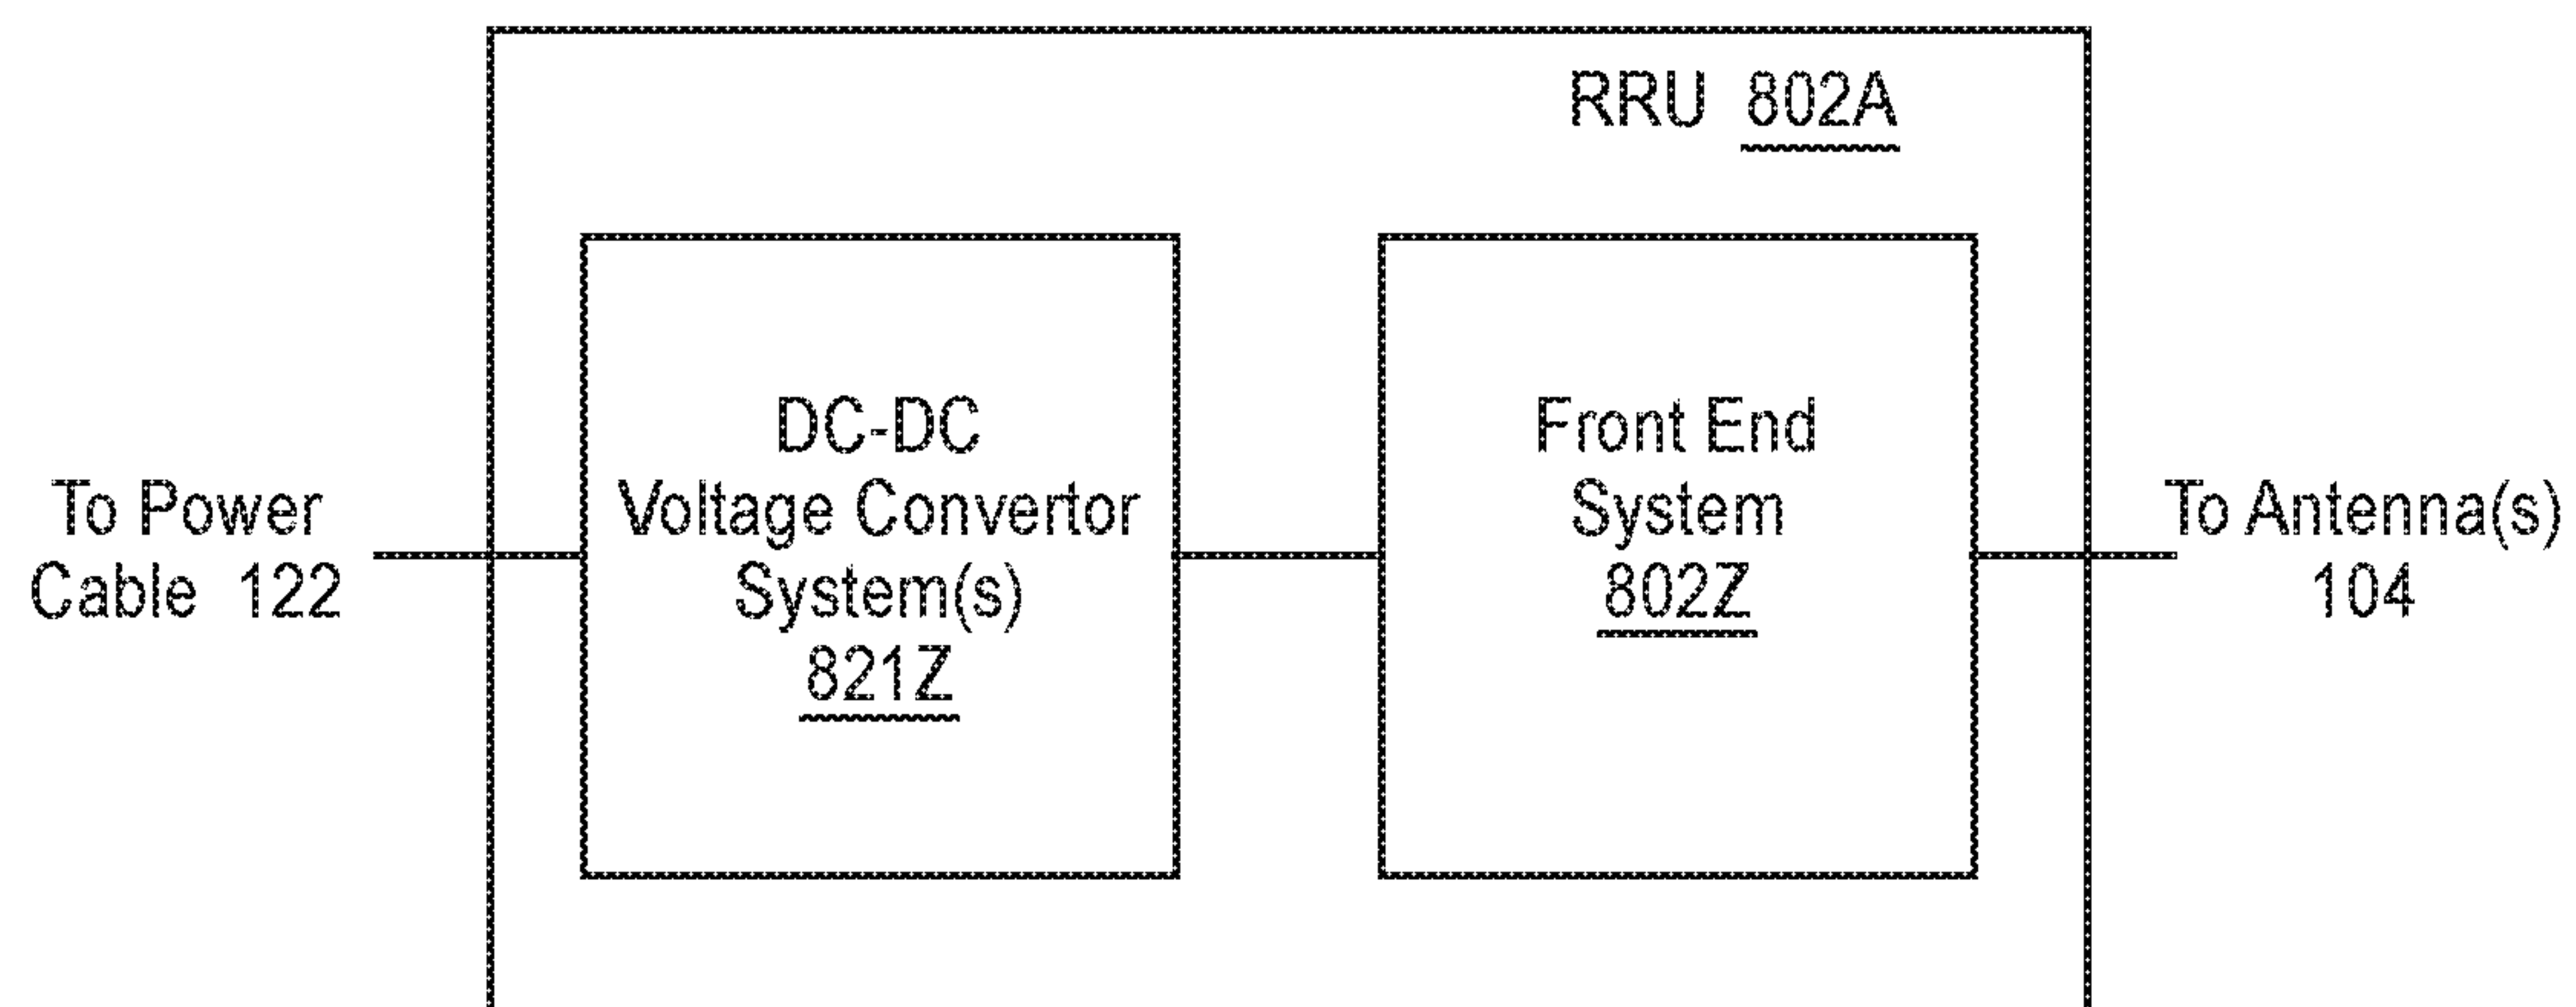 RRU 802A
To Power
Cable 122
DC-DC
Voltage Convertor
System(s)
821Z
Front End
System
802Z
To Antenna(s)
104